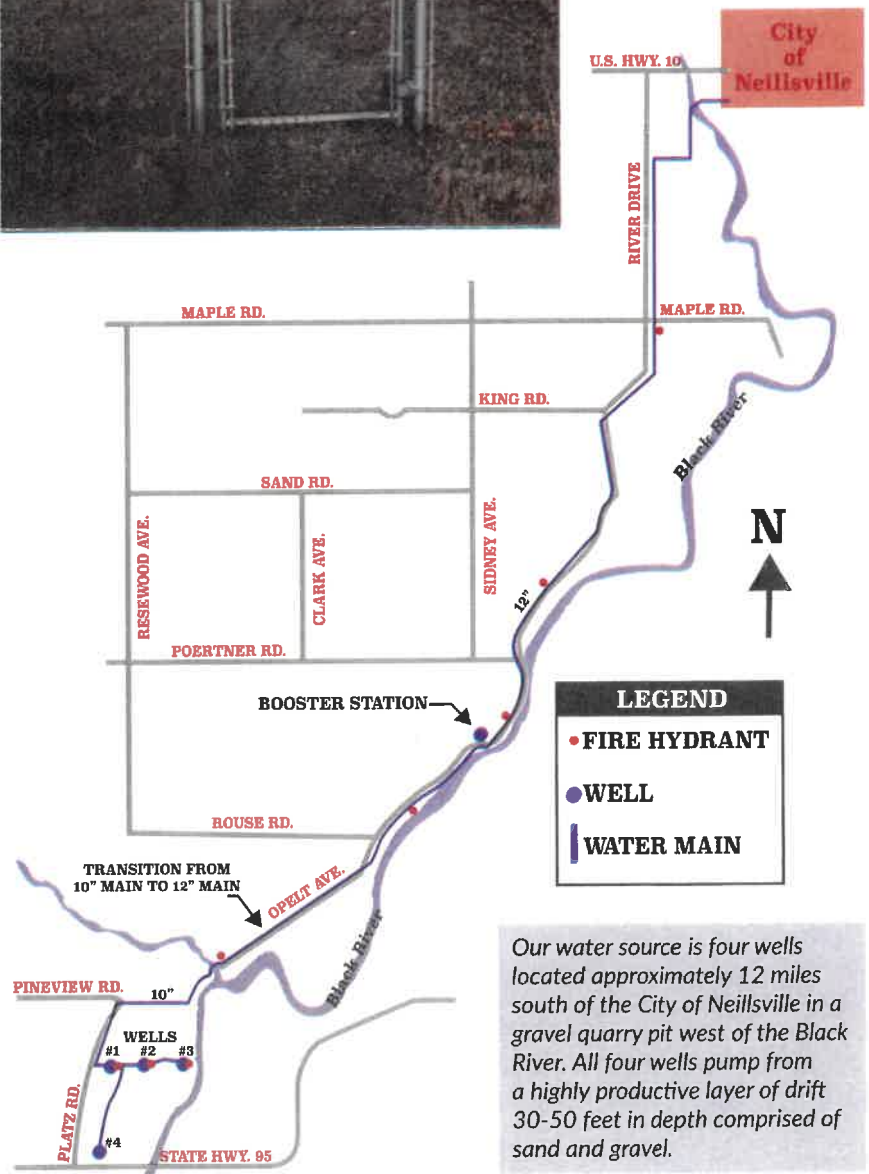 City
of
Neillsville
U.S. HWY. 10
RIVER DRIVE
MAPLE RD.
MAPLE RD.
KING RD.
Black River
SAND RD.
RESEWOOD AVE.
CLARK AVE.
SIDNEY AVE.
N
12"
POERTNER RD.
BOOSTER STATION
LEGEND
FIRE HYDRANT
WELL
WATER MAIN
ROUSE RD.
TRANSITION FROM
10" MAIN TO 12" MAIN
OPELT AVE.
Black River
PINEVIEW RD.
10"
WELLS
#1 #2 #3
#4
PLATZ RD.
STATE HWY. 95
Our water source is four wells
located approximately 12 miles
south of the City of Neillsville in a
gravel quarry pit west of the Black
River. All four wells pump from
a highly productive layer of drift
30-50 feet in depth comprised of
sand and gravel.